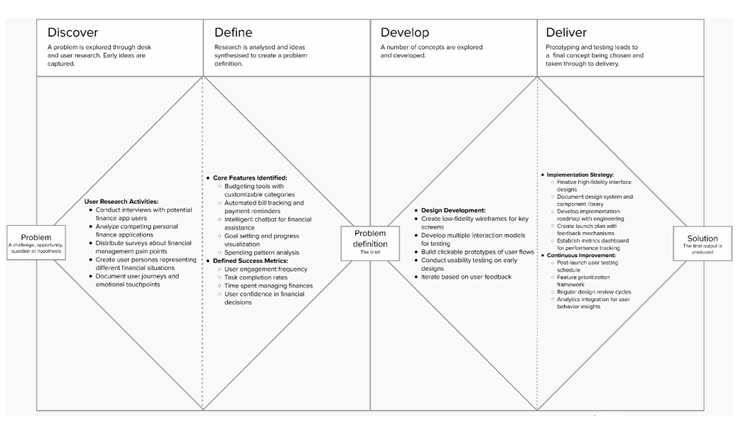 Discover
A problem is explored through desk
and user research. Early ideas are
captured.
Define
Research is analysed and ideas
synthesised to create a problem
definition.
Develop
A number of concepts are explored
and developed.
Deliver
Prototyping and testing leads to
a final concept being chosen and
taken through to delivery.
Problem
A challenge, opportunity,
question or hypothesis
User Research Activities:
● Conduct interviews with potential
finance app users
● Analyze competing personal
finance applications
● Distribute surveys about financial
management pain points
● Create user personas representing
different financial situations
● Document user journeys and
emotional touchpoints
● Core Features Identified:
○ Budgeting tools with
customizable categories
○ Automated bill tracking and
payment reminders
○ Intelligent chatbot for financial
assistance
○ Goal setting and progress
visualization
○ Spending pattern analysis
● Defined Success Metrics:
○ User engagement frequency
○ Task completion rates
○ Time spent managing finances
○ User confidence in financial
decisions
Problem
definition
The brief
● Design Development:
● Create low-fidelity wireframes for key
screens
● Develop multiple interaction models
for testing
● Build clickable prototypes of user flows
● Conduct usability testing on early
designs
● Iterate based on user feedback
● Implementation Strategy:
○ Finalize high-fidelity interface
designs
○ Document design system and
component library
○ Develop implementation
roadmap with engineering
○ Create launch plan with
feedback mechanisms
○ Establish metrics dashboard
for performance tracking
● Continuous Improvement:
○ Post-launch user testing
schedule
○ Feature prioritization
framework
○ Regular design review cycles
○ Analytics integration for user
behavior insights
Solution
The final output is
produced